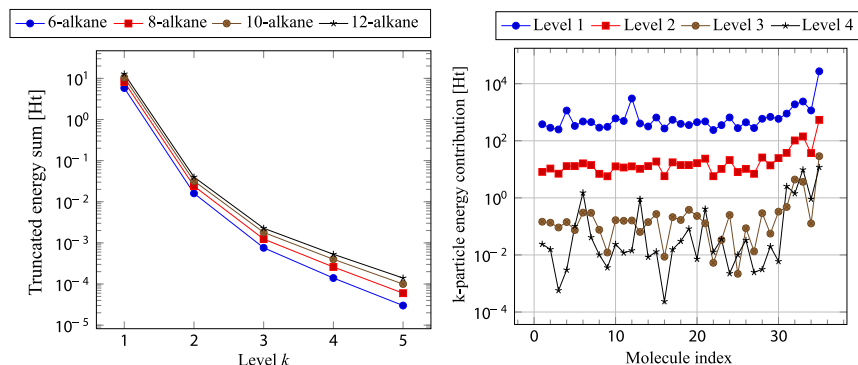 6-alkane 8-alkane 10-alkane 12-alkane
Truncated energy sum [Ht]
10^1
10^0
10^-1
10^-2
10^-3
10^-4
10^-5
1 2 3 4 5
Level k
Level 1 Level 2 Level 3 Level 4
k-particle energy contribution [Ht]
10^4
10^2
10^0
10^-2
10^-4
0 10 20 30
Molecule index